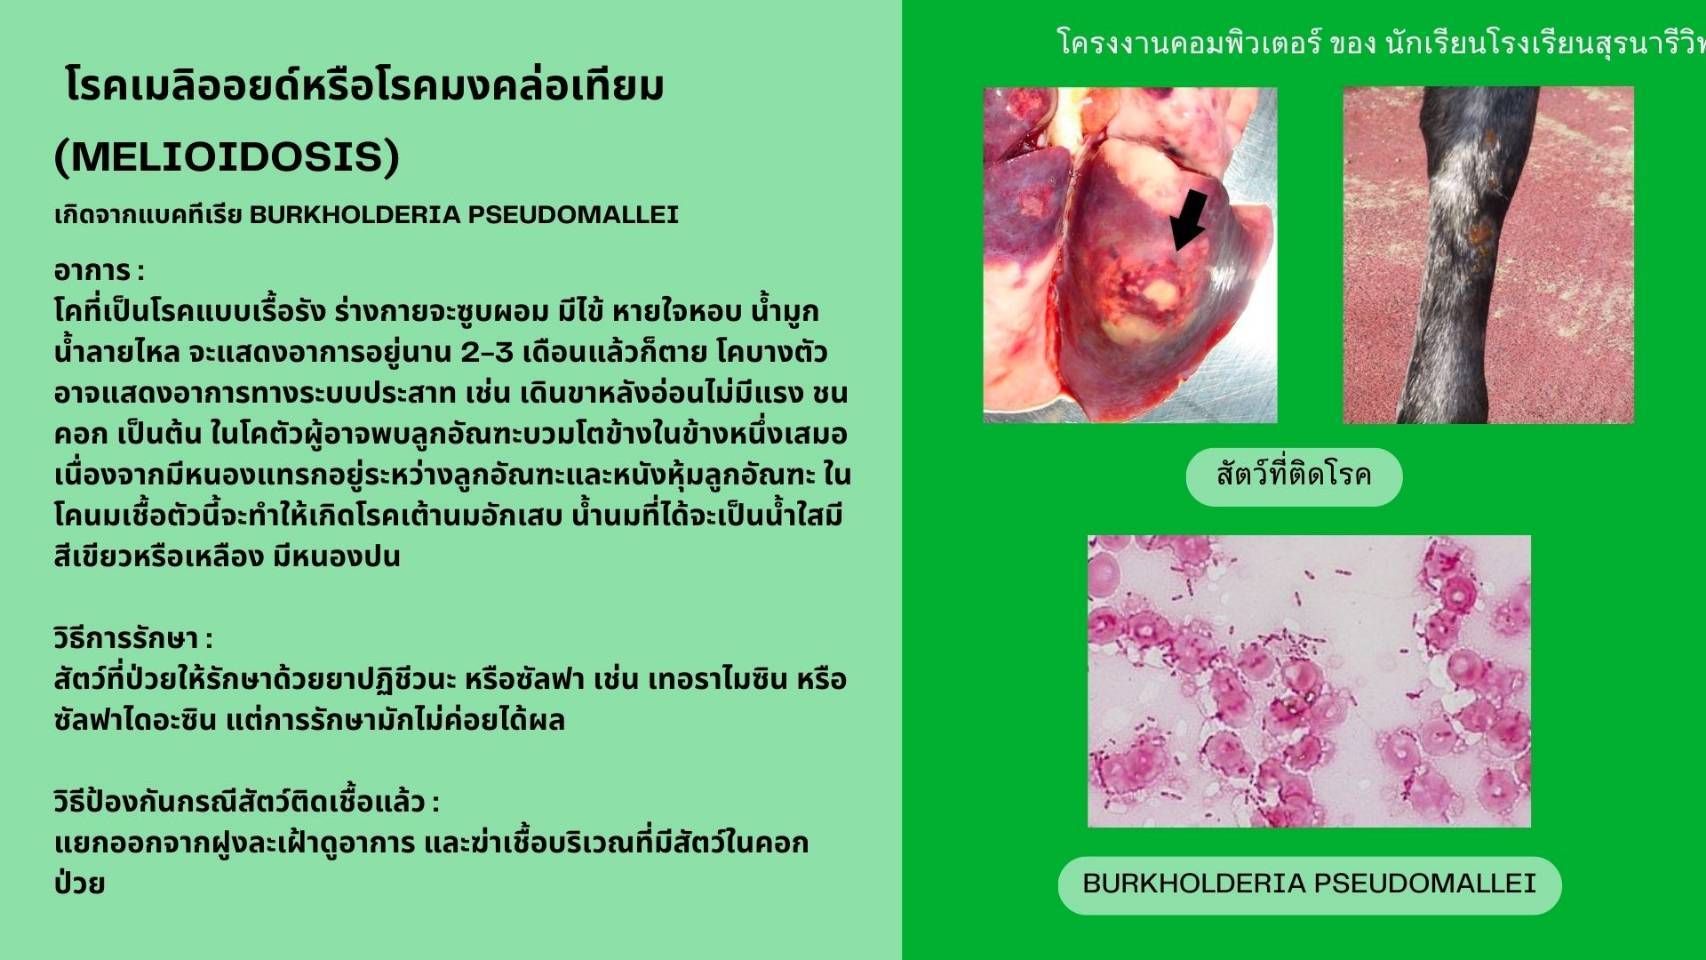 โรคเมลิออยด์หรือโรคมงคล่อเทียม
(MELIOIDOSIS)
เกิดจากแบคทีเรีย BURKHOLDERIA PSEUDOMALLEI
อาการ :
โคที่เป็นโรคแบบเรื้อรัง ร่างกายจะซูบผอม มีไข้ หายใจหอบ น้ำมูก
น้ำลายไหล จะแสดงอาการอยู่นาน 2-3 เดือนแล้วก็ตาย โคบางตัว
อาจแสดงอาการทางระบบประสาท เช่น เดินขาหลังอ่อนไม่มีแรง ชน
คอก เป็นต้น ในโคตัวผู้อาจพบลูกอัณฑะบวมโตข้างในข้างหนึ่งเสมอ
เนื่องจากมีหนองแทรกอยู่ระหว่างลูกอัณฑะและหนังหุ้มลูกอัณฑะ ใน
โคนมเชื้อตัวนี้จะทำให้เกิดโรคเต้านมอักเสบ น้ำนมที่ได้จะเป็นน้ำใสมี
สีเขียวหรือเหลือง มีหนองปน
วิธีการรักษา :
สัตว์ที่ป่วยให้รักษาด้วยยาปฏิชีวนะ หรือซัลฟา เช่น เทอราไมซิน หรือ
ซัลฟาไดอะซิน แต่การรักษามักไม่ค่อยได้ผล
วิธีป้องกันกรณีสัตว์ติดเชื้อแล้ว :
แยกออกจากฝูงละเฝ้าดูอาการ และฆ่าเชื้อบริเวณที่มีสัตว์ในคอก
ป่วย
โครงงานคอมพิวเตอร์ ของ นักเรียนโรงเรียนสุรนารีวิท
สัตว์ที่ติดโรค
BURKHOLDERIA PSEUDOMALLEI